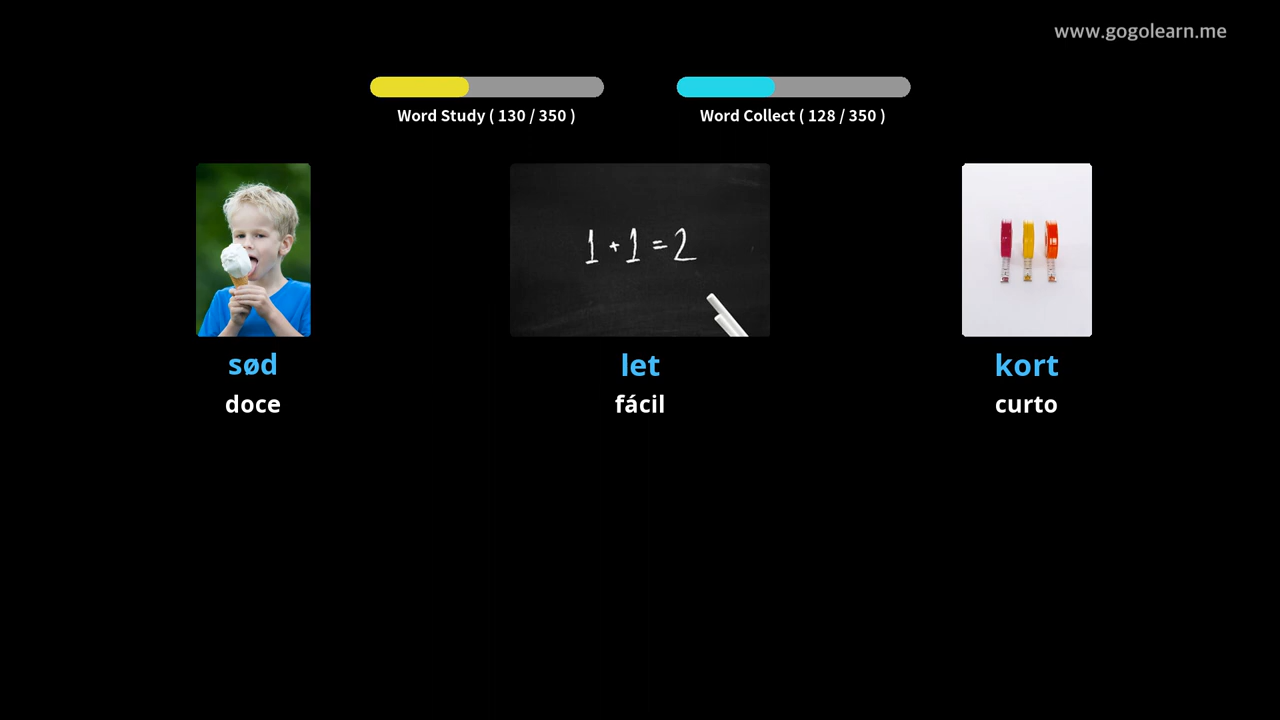 www.gogolearn.me
Word Study ( 130 / 350 )
Word Collect ( 128 / 350 )
1+1=2
sød
let
kort
doce
fácil
curto